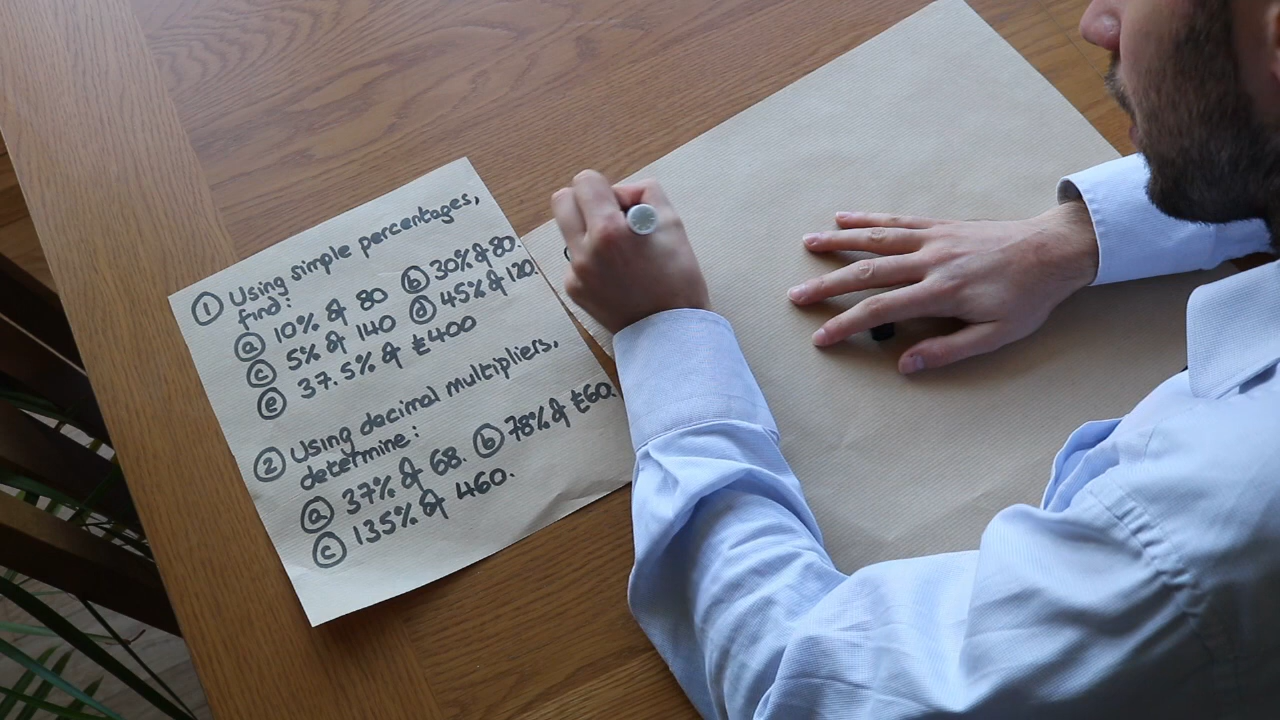 ① Using simple percentages,
find:
ⓐ 10% of 80 ⓑ 30% of 80.
ⓒ 5% of 140 ⓓ 45% of 120.
ⓔ 37.5% of £400
② Using decimal multipliers,
determine:
ⓐ 37% of 68. ⓑ 78% of £60.
ⓒ 135% of 460.